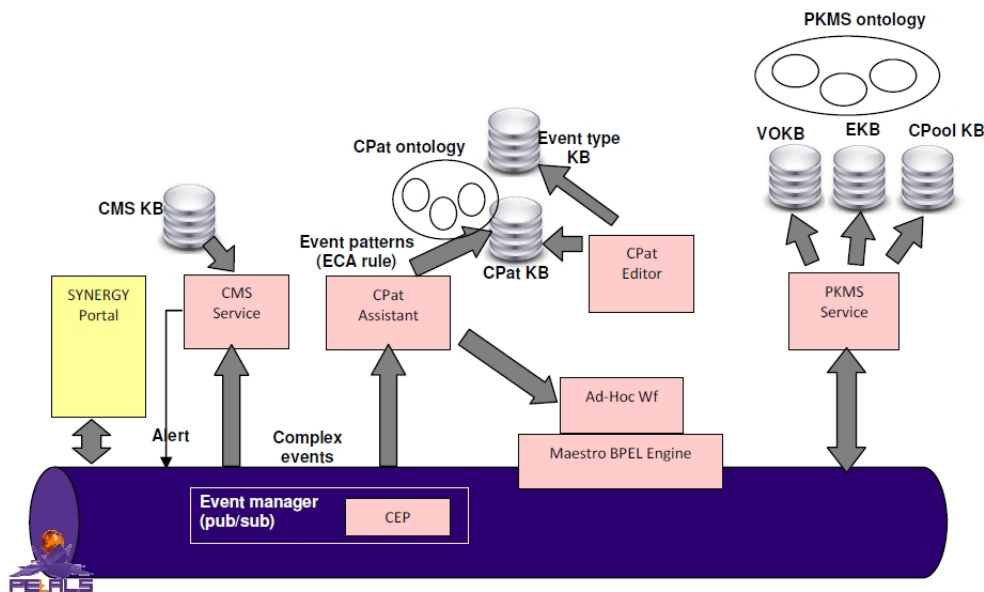 PKMS ontology
VOKB
EKB
CPool KB
Event type
KB
CPat ontology
CMS KB
Event patterns
(ECA rule)
CPat KB
CPat
Editor
SYNERGY
Portal
CMS
Service
CPat
Assistant
PKMS
Service
Ad-Hoc Wf
Alert
Complex
events
Maestro BPEL Engine
Event manager
(pub/sub)
CEP
PEtALS